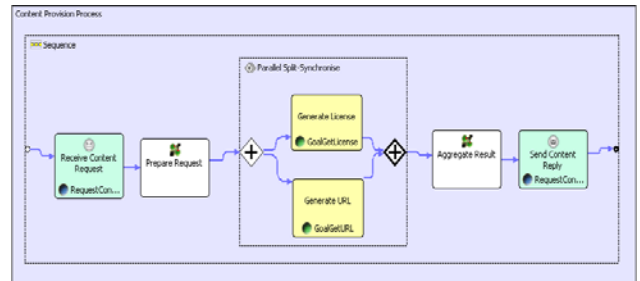 Content Provision Process
Sequence
Parallel Split-Synchronise
Generate License
GoalGetLicense
Receive Content
Request
RequestCon...
Prepare Request
Generate URL
GoalGetURL
Aggregate Result
Send Content
Reply
RequestCon...